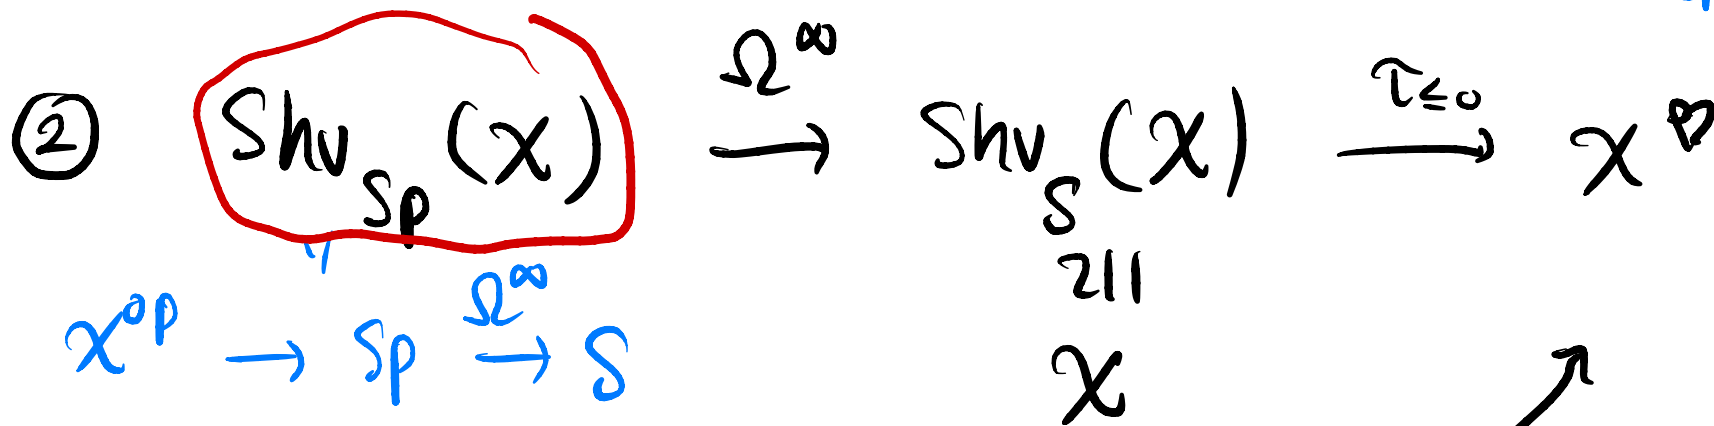 ② Shv_Sp (X) →^{Ω^∞} Shv_S (X) →^{τ≤0} X^♡
≀||
X^op → Sp →^{Ω^∞} S X ↗